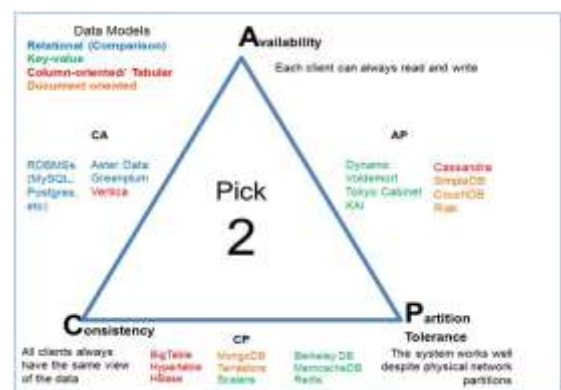 Data Models
Relational (Comparison)
Key-value
Column-oriented/ Tabular
Document oriented
Availability
Each client can always read and write
CA
RDBMSs Aster Data
(MySQL, Greenplum
Postgres, Vertica
etc)
AP
Dynamo Cassandra
Voldemort SimpleDB
Tokyo Cabinet CouchDB
KAI Riak
Pick
2
Consistency
All clients always
have the same view
of the data
CP
BigTable MongoDB Berkeley DB
Hypertable Terrastore MemcacheDB
HBase Scalaris Redis
Partition
Tolerance
The system works well
despite physical network
partitions